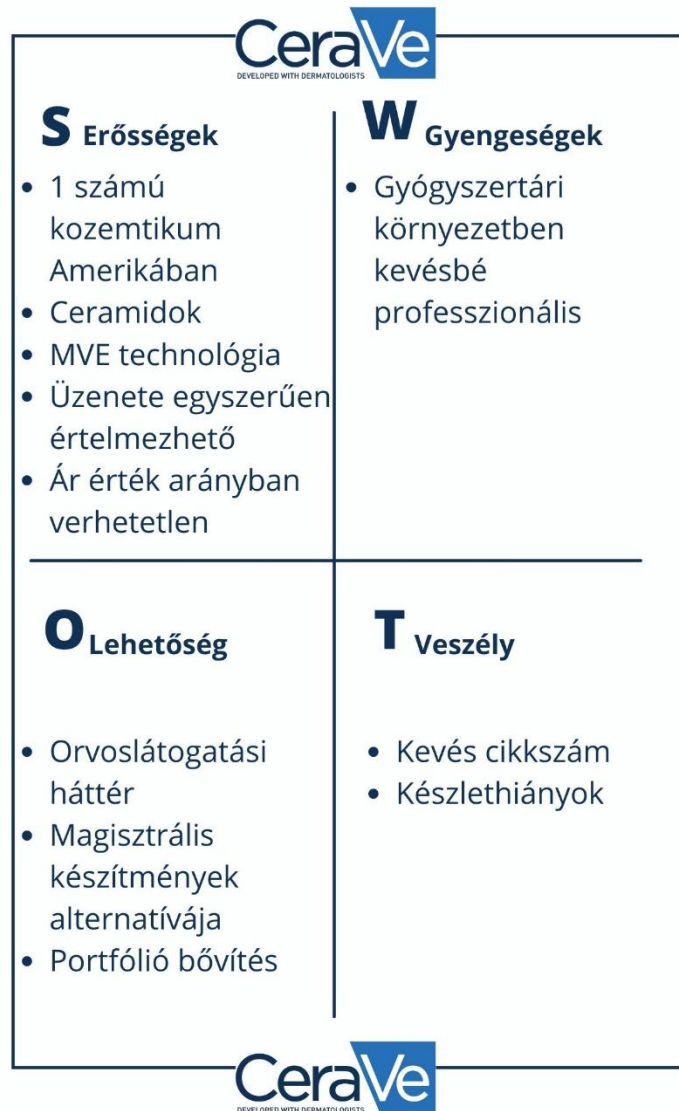 CeraVe
DEVELOPED WITH DERMATOLOGISTS
S Erősségek
• 1 számú
kozemtikum
Amerikában
• Ceramidok
• MVE technológia
• Üzenete egyszerűen
értelmezhető
• Ár érték arányban
verhetetlen
W Gyengeségek
• Gyógyszertári
környezetben
kevésbé
professzionális
O Lehetőség
• Orvoslátogatási
háttér
• Magisztrális
készítmények
alternatívája
• Portfólió bővítés
T Veszély
• Kevés cikkszám
• Készlethiányok
CeraVe
DEVELOPED WITH DERMATOLOGISTS